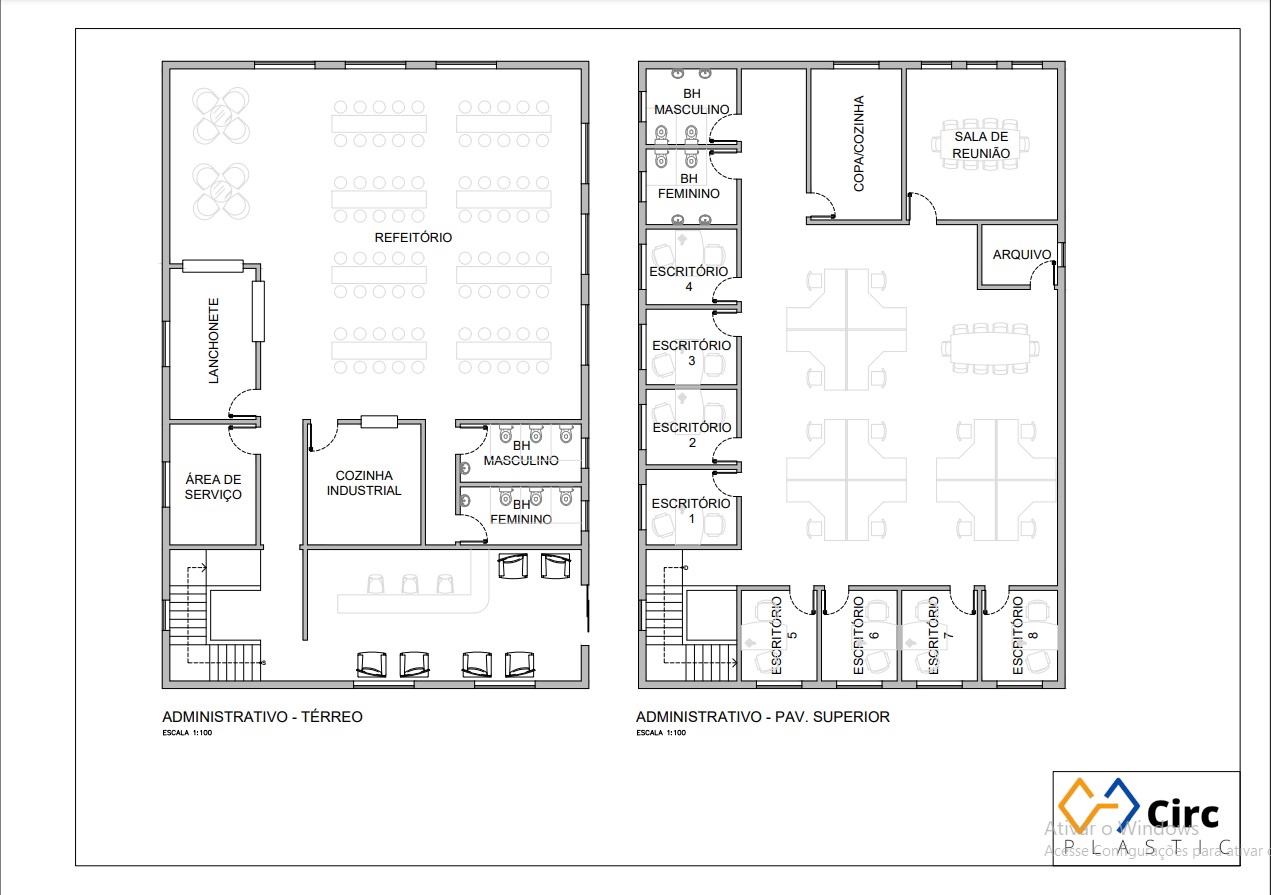 BH
MASCULINO
BH
FEMININO
COPA/COZINHA
SALA DE
REUNIÃO
REFEITÓRIO
ARQUIVO
ESCRITÓRIO
4
LANCHONETE
ESCRITÓRIO
3
ESCRITÓRIO
2
ÁREA DE
SERVIÇO
COZINHA
INDUSTRIAL
BH
MASCULINO
BH
FEMININO
ESCRITÓRIO
1
ESCRITÓRIO
5
ESCRITÓRIO
6
ESCRITÓRIO
7
ESCRITÓRIO
8
ADMINISTRATIVO - TÉRREO
ESCALA 1:100
ADMINISTRATIVO - PAV. SUPERIOR
ESCALA 1:100
Circ
PLASTIC
Ativar o Windows
Acesse Configurações para ativar